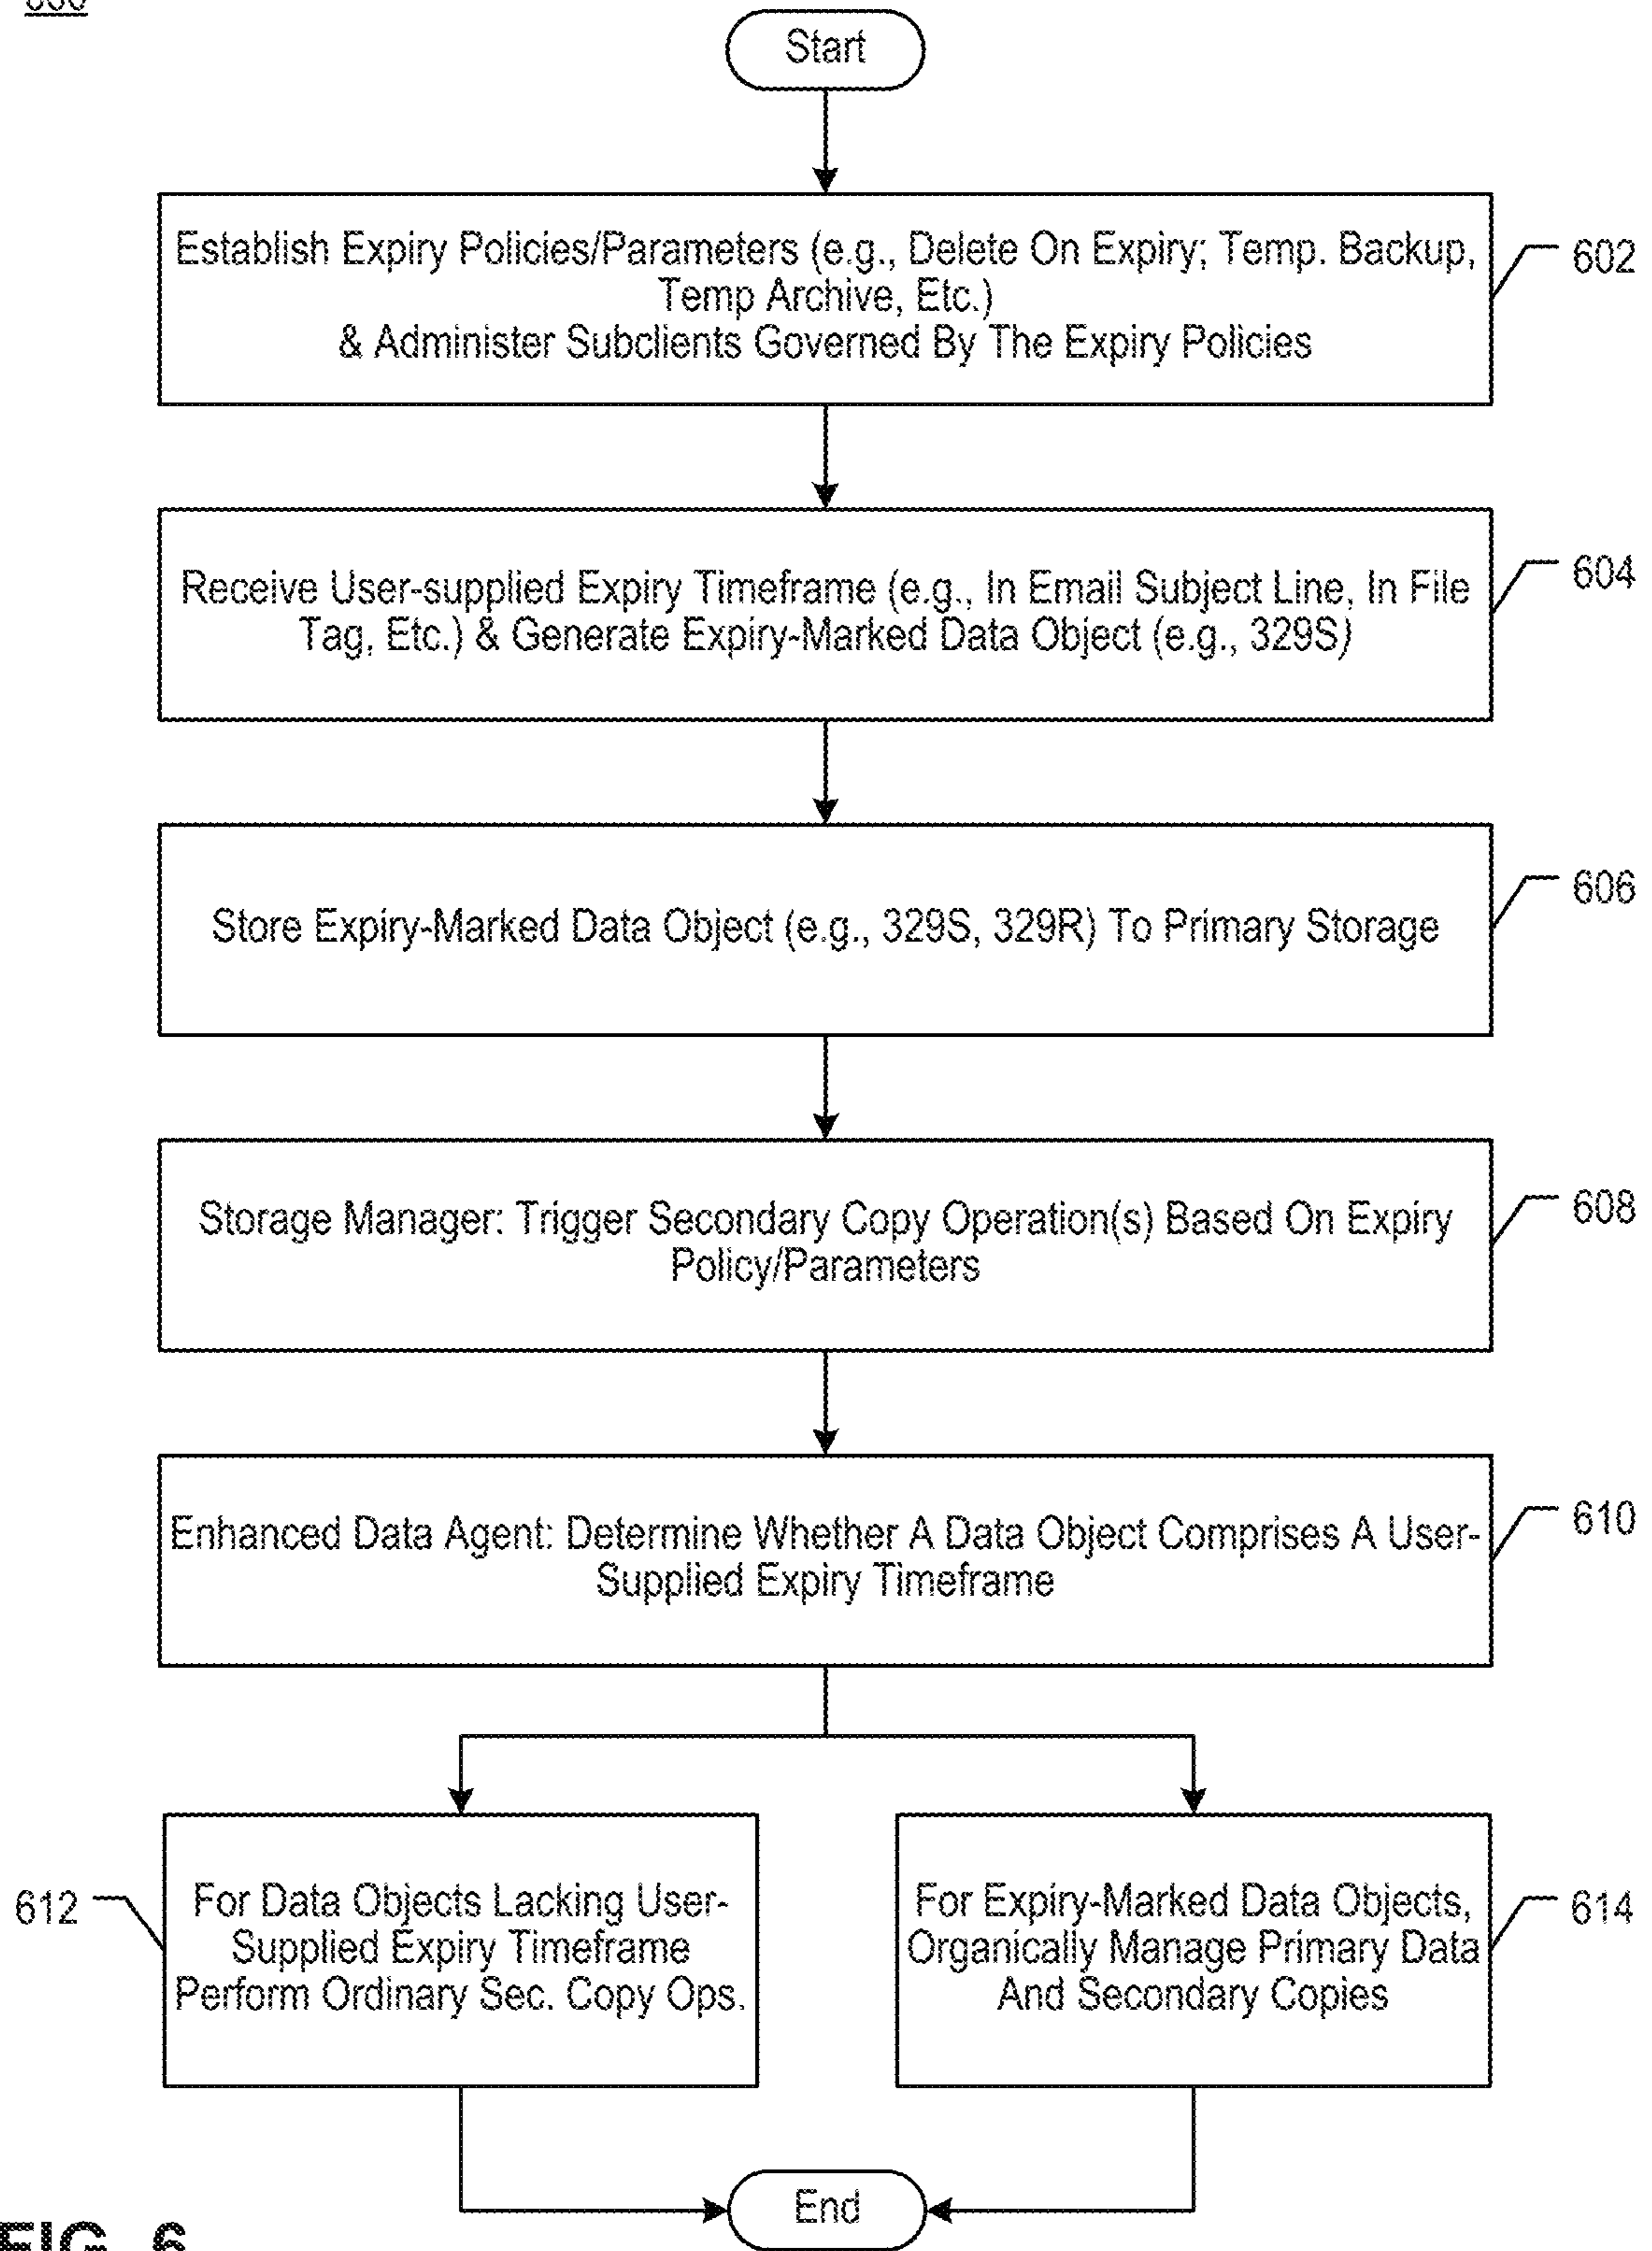 Start
Establish Expiry Policies/Parameters (e.g., Delete On Expiry; Temp. Backup,
Temp Archive, Etc.)
& Administer Subclients Governed By The Expiry Policies
602
Receive User-supplied Expiry Timeframe (e.g., In Email Subject Line, In File
Tag, Etc.) & Generate Expiry-Marked Data Object (e.g., 329S)
604
Store Expiry-Marked Data Object (e.g., 329S, 329R) To Primary Storage
606
Storage Manager: Trigger Secondary Copy Operation(s) Based On Expiry
Policy/Parameters
608
Enhanced Data Agent: Determine Whether A Data Object Comprises A User-
Supplied Expiry Timeframe
610
612
For Data Objects Lacking User-
Supplied Expiry Timeframe
Perform Ordinary Sec. Copy Ops.
For Expiry-Marked Data Objects,
Organically Manage Primary Data
And Secondary Copies
614
End
FIG. 6